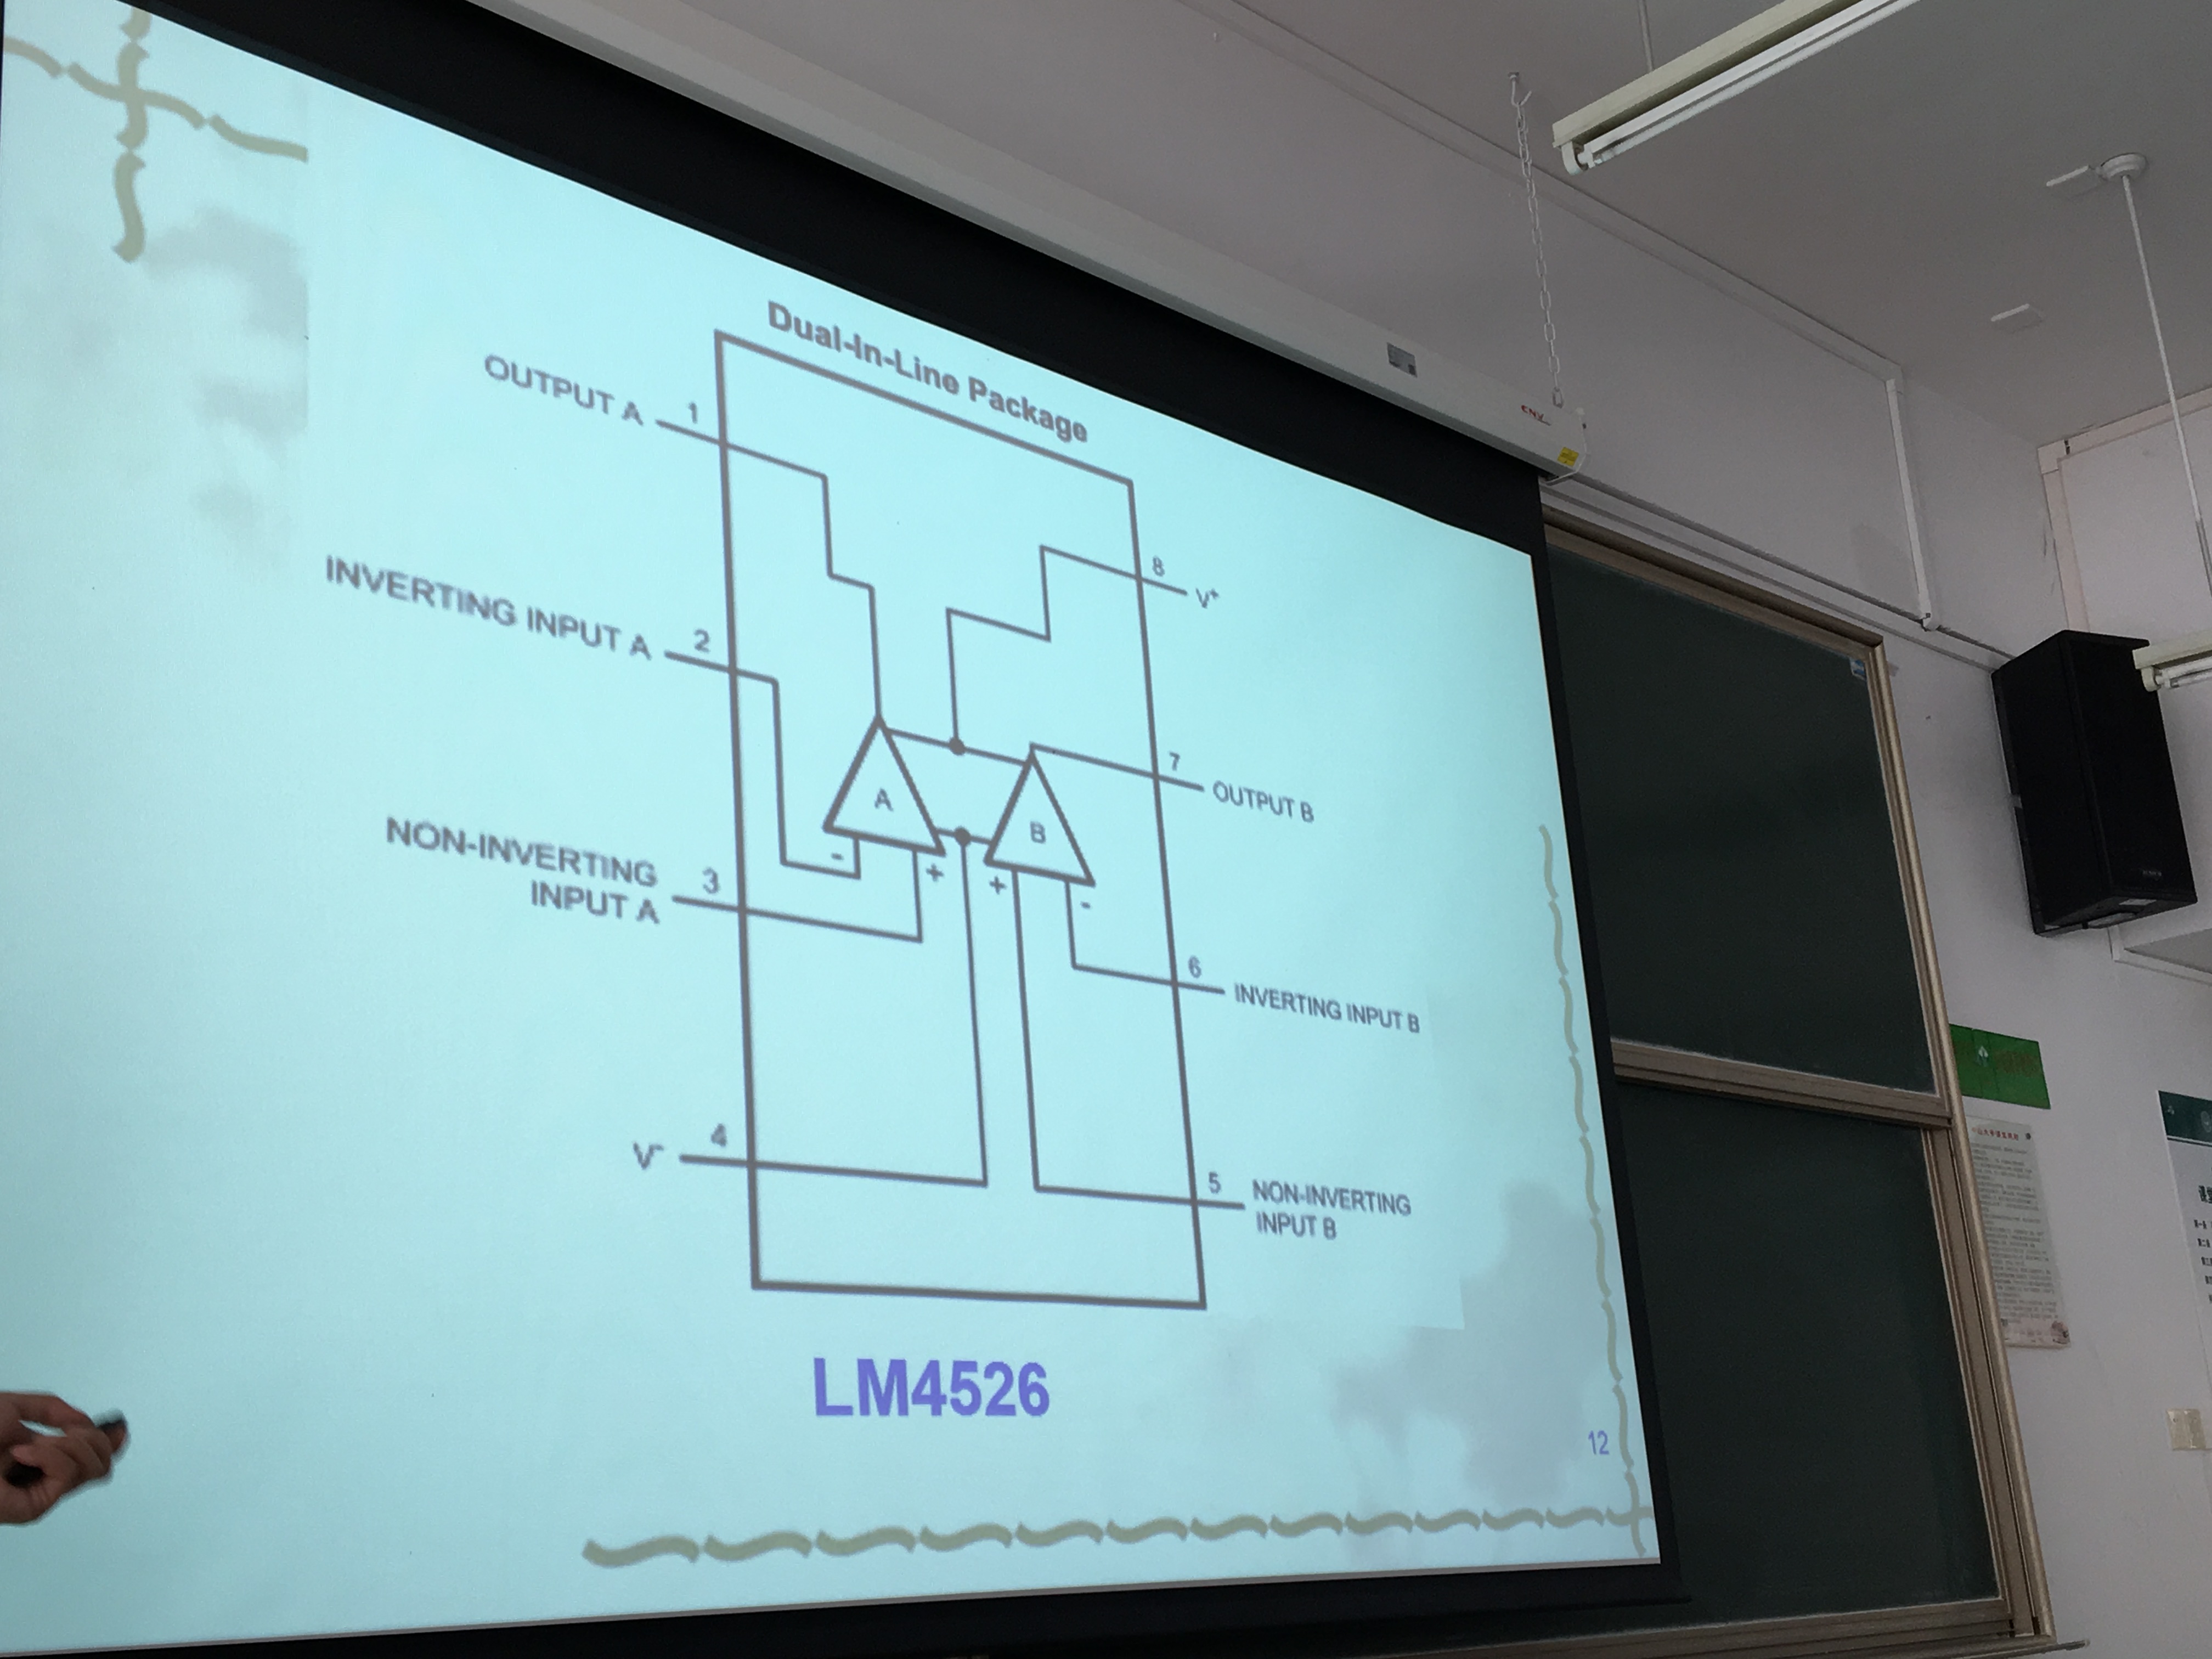 Dual-In-Line Package
OUTPUT A
1
INVERTING INPUT A
2
NON-INVERTING
INPUT A
3
V-
4
8
V+
7
OUTPUT B
6
INVERTING INPUT B
5
NON-INVERTING
INPUT B
A
B
-
+
+
-
LM4526
12